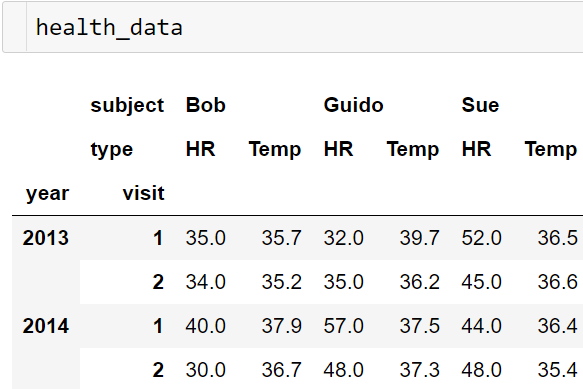 health_data
subject Bob Guido Sue
type HR Temp HR Temp HR Temp
year visit
2013 1 35.0 35.7 32.0 39.7 52.0 36.5
2 34.0 35.2 35.0 36.2 45.0 36.6
2014 1 40.0 37.9 57.0 37.5 44.0 36.4
2 30.0 36.7 48.0 37.3 48.0 35.4